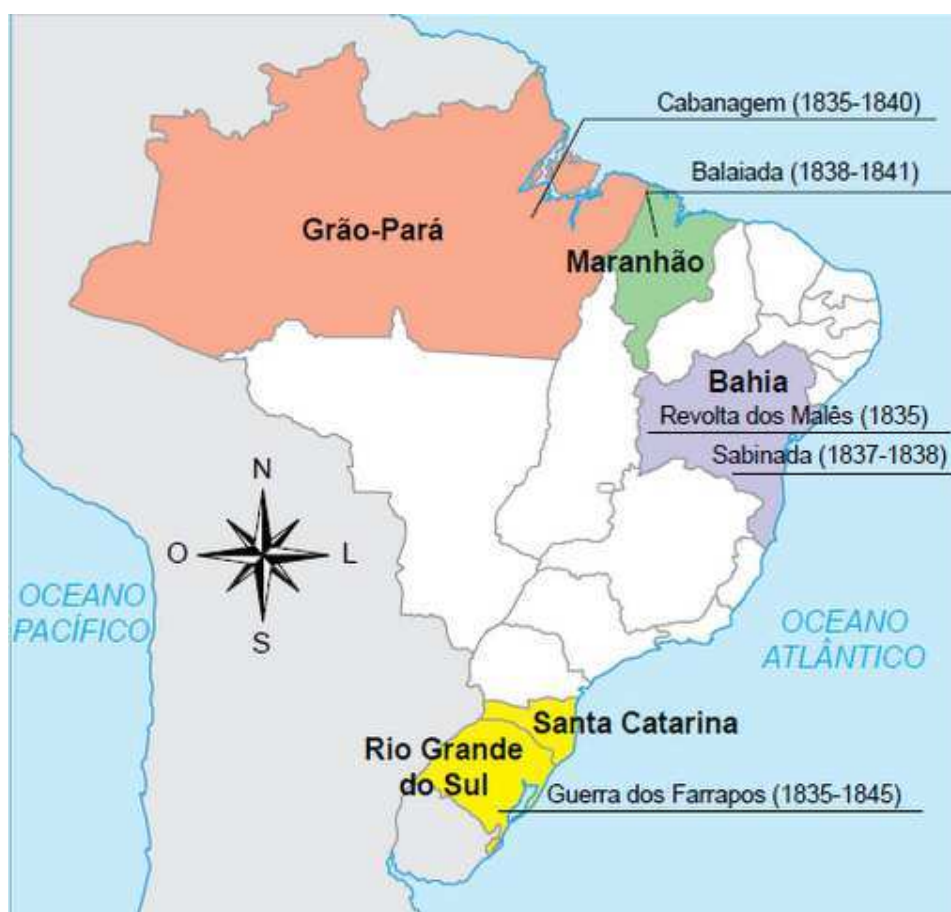 Cabanagem (1835-1840)
Balaiada (1838-1841)
Grão-Pará
Maranhão
Bahia
Revolta dos Malês (1835)
Sabinada (1837-1838)
N
O
L
S
OCEANO
PACÍFICO
OCEANO
ATLÂNTICO
Santa Catarina
Rio Grande
do Sul
Guerra dos Farrapos (1835-1845)